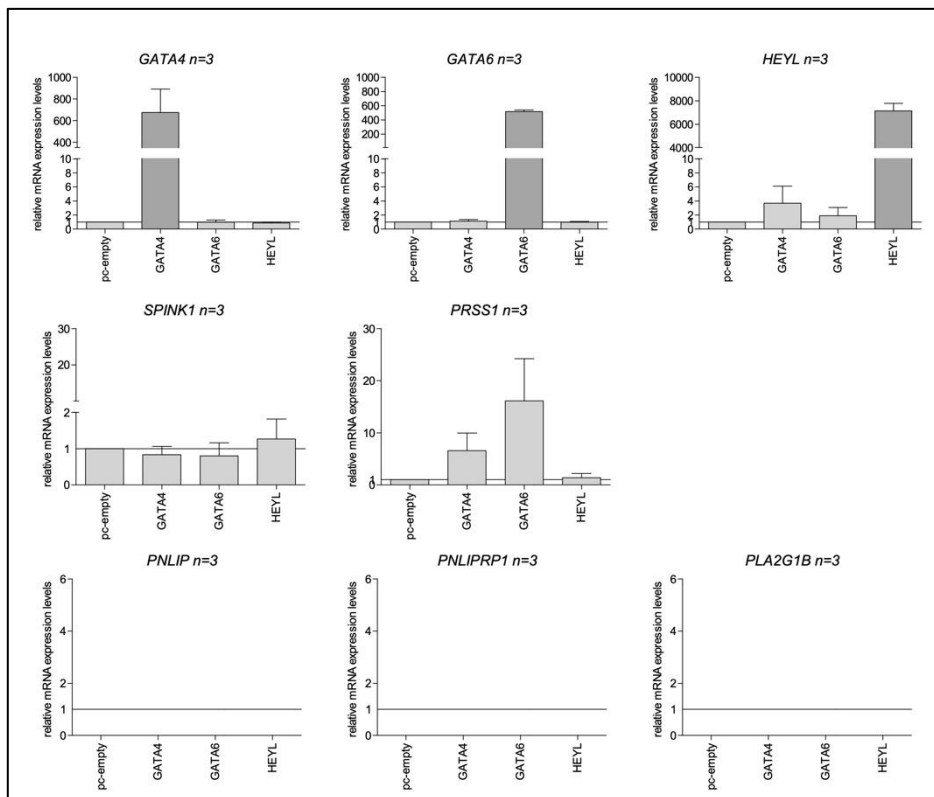 GATA4 n=3
relative mRNA expression levels
1000
800
600
400
10
8
6
4
2
1
0
pc-empty
GATA4
GATA6
HEYL
GATA6 n=3
relative mRNA expression levels
1000
800
600
400
200
10
8
6
4
2
1
0
pc-empty
GATA4
GATA6
HEYL
HEYL n=3
relative mRNA expression levels
10000
8000
6000
4000
10
8
6
4
2
1
0
pc-empty
GATA4
GATA6
HEYL
SPINK1 n=3
relative mRNA expression levels
30
20
2
1
0
pc-empty
GATA4
GATA6
HEYL
PRSS1 n=3
relative mRNA expression levels
30
20
10
1
0
pc-empty
GATA4
GATA6
HEYL
PNLIP n=3
relative mRNA expression levels
6
4
2
1
0
pc-empty
GATA4
GATA6
HEYL
PNLIPRP1 n=3
relative mRNA expression levels
6
4
2
1
0
pc-empty
GATA4
GATA6
HEYL
PLA2G1B n=3
relative mRNA expression levels
6
4
2
1
0
pc-empty
GATA4
GATA6
HEYL